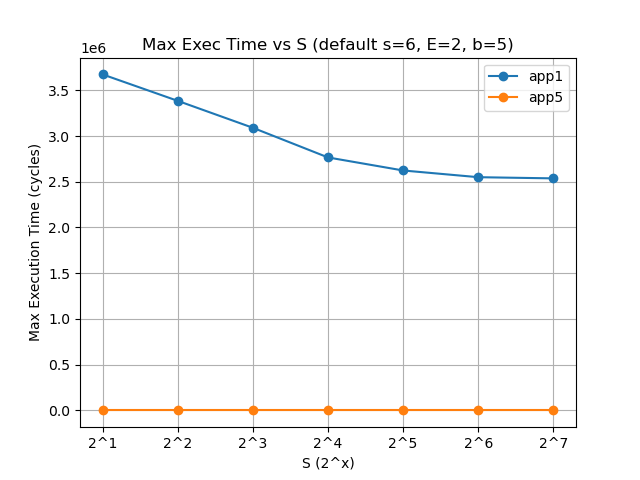 Max Exec Time vs S (default s=6, E=2, b=5)
1e6
app1
app5
3.5
3.0
2.5
2.0
1.5
1.0
0.5
0.0
Max Execution Time (cycles)
2^1 2^2 2^3 2^4 2^5 2^6 2^7
S (2^x)